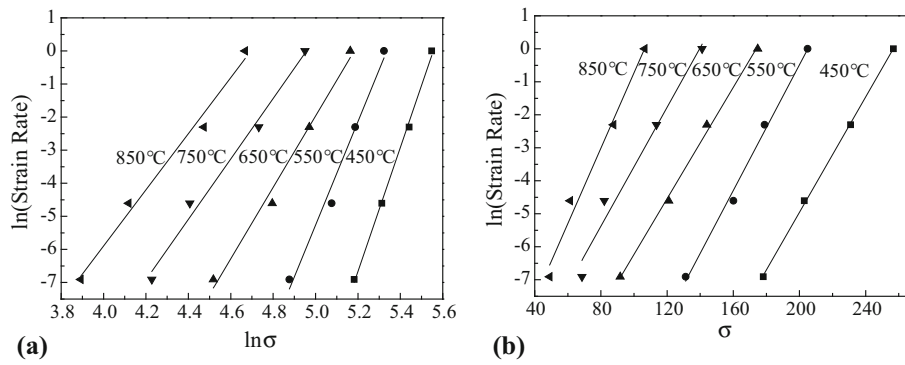 1
0
-1
-2
-3
-4
-5
-6
-7
ln(Strain Rate)
850℃ 750℃ 650℃ 550℃ 450℃
3.8 4.0 4.2 4.4 4.6 4.8 5.0 5.2 5.4 5.6
lnσ
(a)
1
0
-1
-2
-3
-4
-5
-6
-7
ln(Strain Rate)
850℃ 750℃ 650℃ 550℃ 450℃
40 80 120 160 200 240
σ
(b)